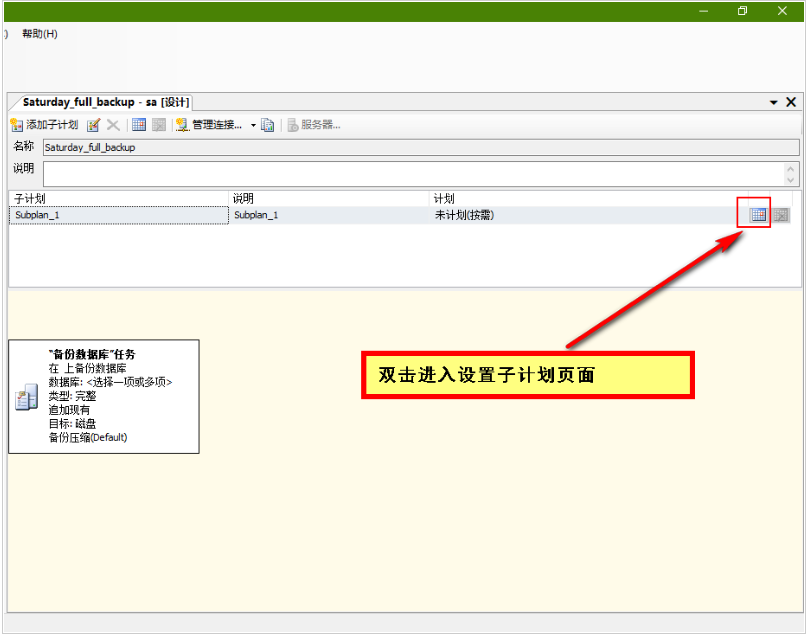 帮助(H)
Saturday_full_backup - sa [设计]
添加子计划 管理连接... 服务器...
名称 Saturday_full_backup
说明
子计划 说明 计划
Subplan_1 Subplan_1 未计划(按需)
"备份数据库"任务
在 上备份数据库
数据库: <选择一项或多项>
类型: 完整
追加现有
目标: 磁盘
备份压缩(Default)
双击进入设置子计划页面